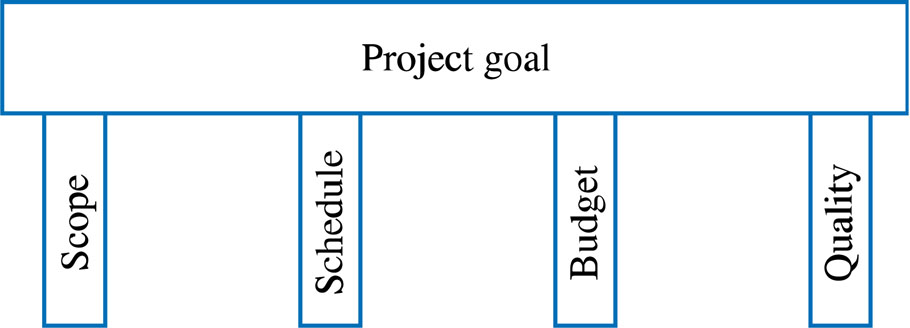 Project goal
Scope
Schedule
Budget
Quality